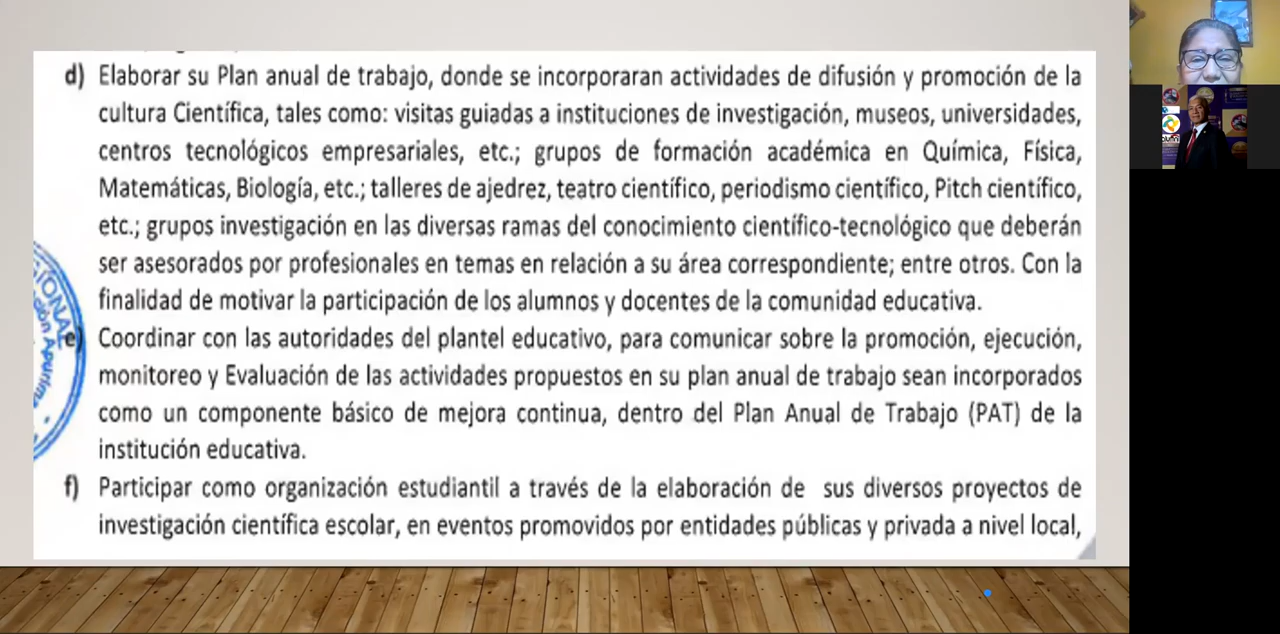 d) Elaborar su Plan anual de trabajo, donde se incorporaran actividades de difusión y promoción de la
cultura Científica, tales como: visitas guiadas a instituciones de investigación, museos, universidades,
centros tecnológicos empresariales, etc.; grupos de formación académica en Química, Física,
Matemáticas, Biología, etc.; talleres de ajedrez, teatro científico, periodismo científico, Pitch científico,
etc.; grupos investigación en las diversas ramas del conocimiento científico-tecnológico que deberán
ser asesorados por profesionales en temas en relación a su área correspondiente; entre otros. Con la
finalidad de motivar la participación de los alumnos y docentes de la comunidad educativa.
e) Coordinar con las autoridades del plantel educativo, para comunicar sobre la promoción, ejecución,
monitoreo y Evaluación de las actividades propuestos en su plan anual de trabajo sean incorporados
como un componente básico de mejora continua, dentro del Plan Anual de Trabajo (PAT) de la
institución educativa.
f) Participar como organización estudiantil a través de la elaboración de sus diversos proyectos de
investigación científica escolar, en eventos promovidos por entidades públicas y privada a nivel local,
IONAL
Apurímac